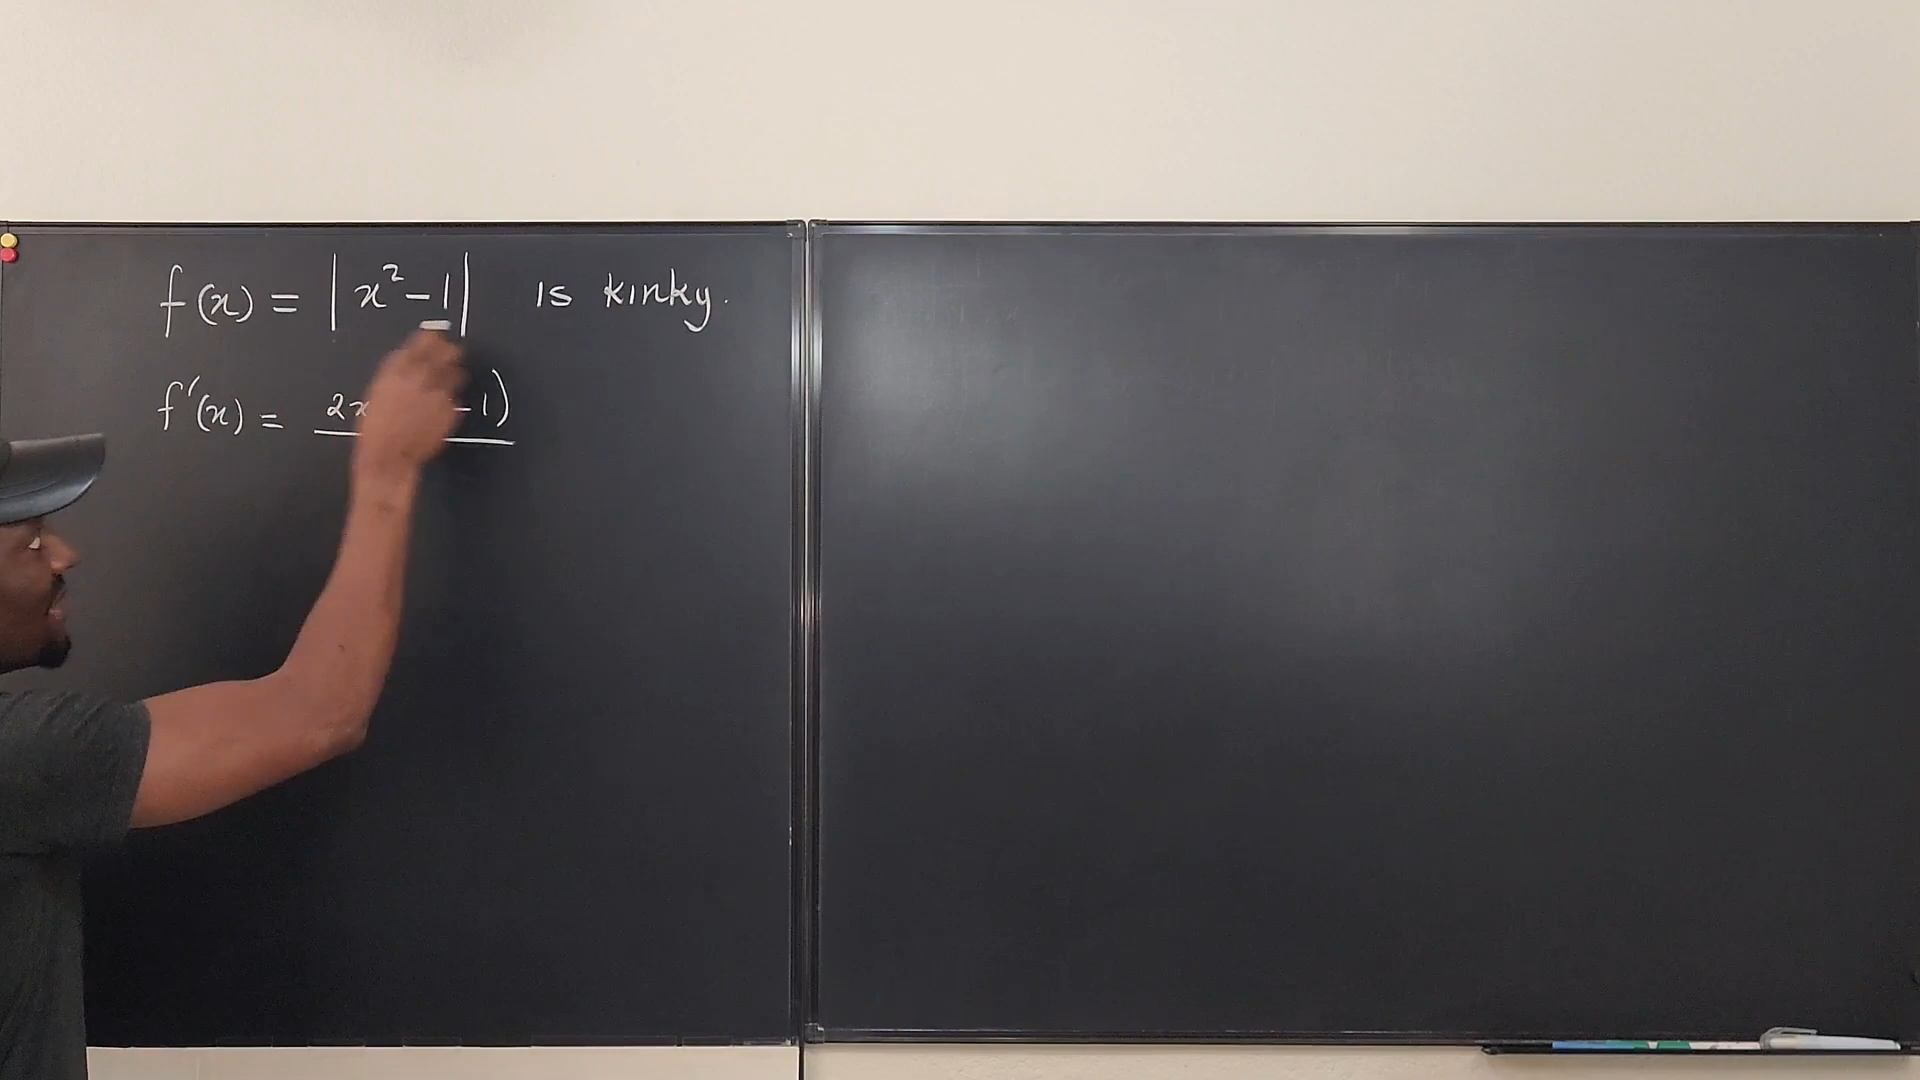 f(x) = |x²-1| is kinky.
f'(x) = 2x -1)